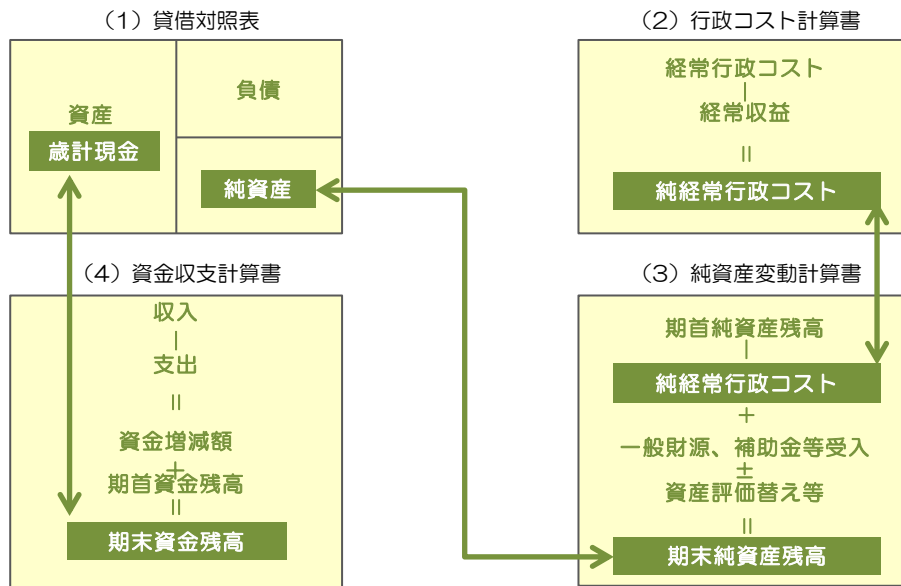 (1)貸借対照表
資産
歳計現金
負債
純資産
(2)行政コスト計算書
経常行政コスト
|
経常収益
||
純経常行政コスト
(4)資金収支計算書
収入
|
支出
||
資金増減額
+
期首資金残高
||
期末資金残高
(3)純資産変動計算書
期首純資産残高
|
純経常行政コスト
+
一般財源、補助金等受入
±
資産評価替え等
||
期末純資産残高